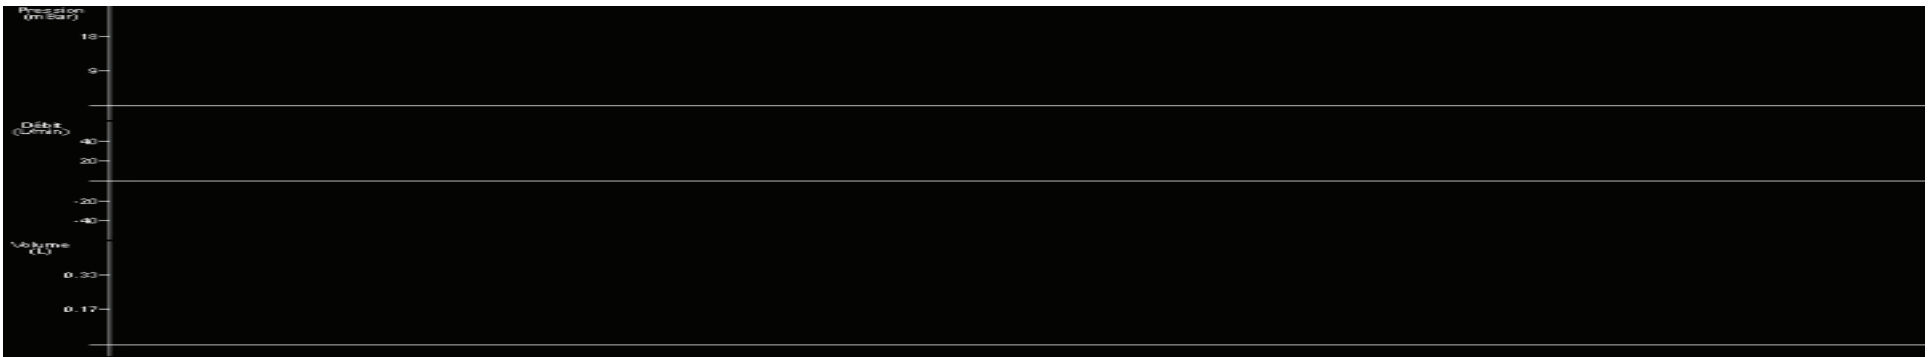 Pression
(mBar)
18
9
Débit
(L/min)
40
20
-20
-40
Volume
(L)
0.33
0.17